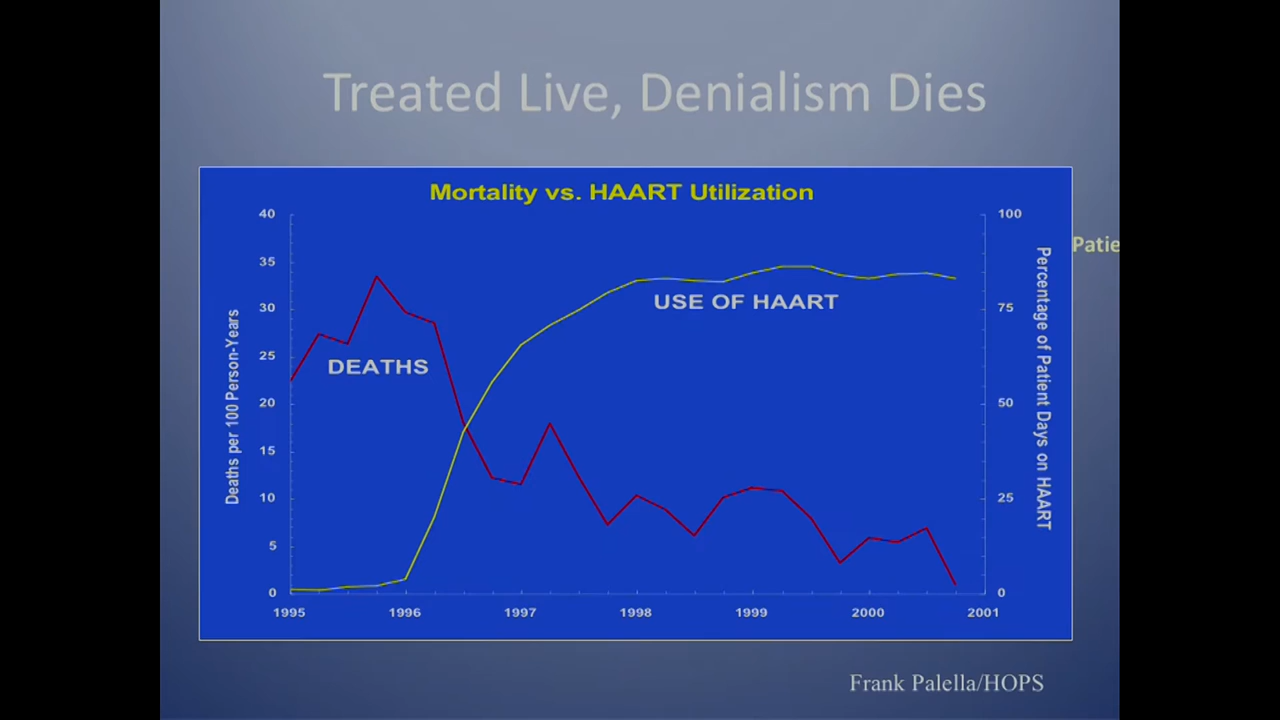 Treated Live, Denialism Dies
Mortality vs. HAART Utilization
Deaths per 100 Person-Years
40
35
30
25
20
15
10
5
0
DEATHS
USE OF HAART
100
75
50
25
0
Percentage of Patient Days on HAART
Patie
1995 1996 1997 1998 1999 2000 2001
Frank Palella/HOPS